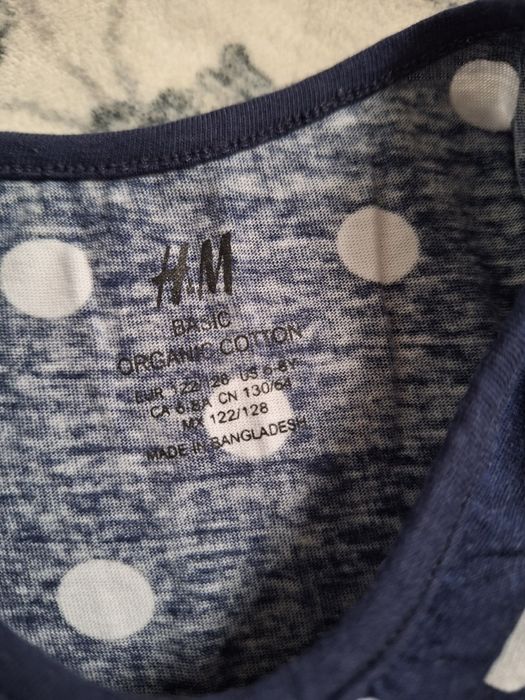 H&M
BASIC
ORGANIC COTTON
EUR 122/128 US 6-8Y
CA 6-8A CN 130/64
MX 122/128
MADE IN BANGLADESH